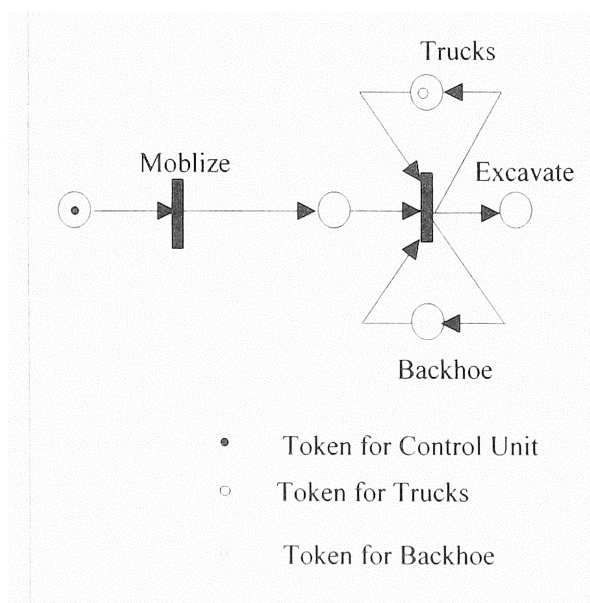 Trucks
Moblize
Excavate
Backhoe
Token for Control Unit
Token for Trucks
Token for Backhoe